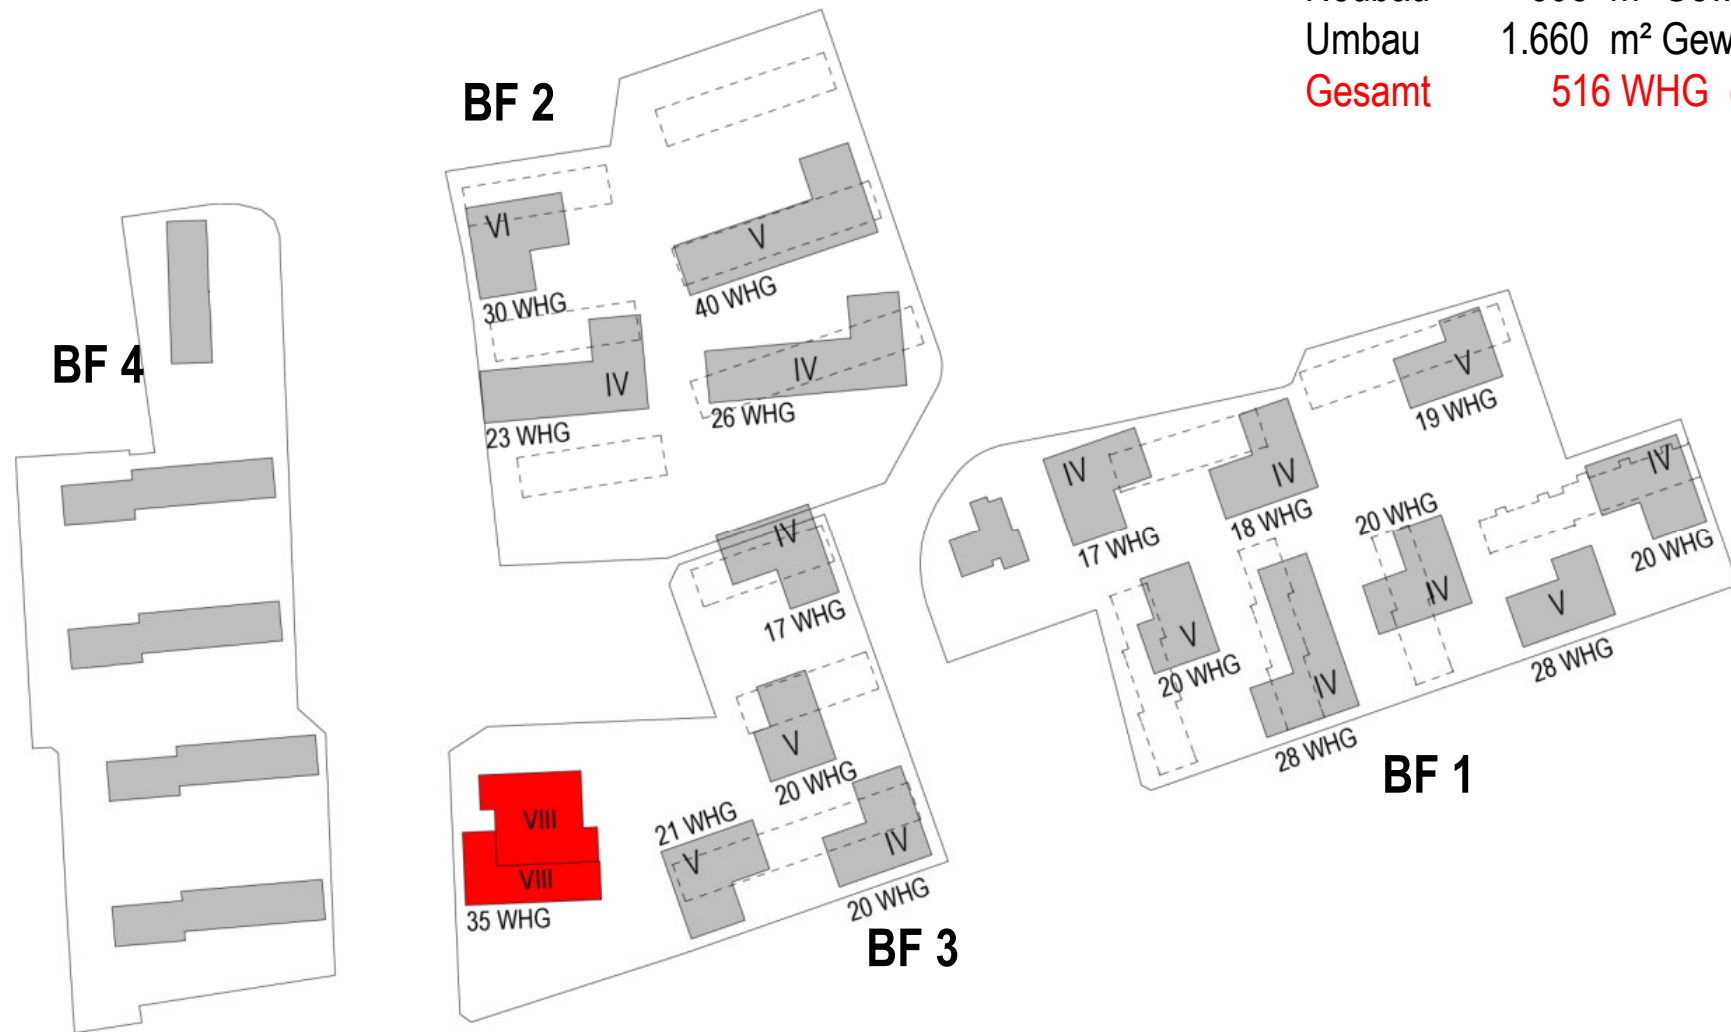 Umbau 1.660 m² Gew
Gesamt 516 WHG
BF 2
VI
30 WHG
V
40 WHG
IV
23 WHG
IV
26 WHG
BF 4
V
19 WHG
IV
17 WHG
IV
18 WHG
IV
20 WHG
20 WHG
IV
V
28 WHG
V
20 WHG
IV
28 WHG
BF 1
IV
17 WHG
V
20 WHG
21 WHG
V
IV
20 WHG
VIII
VIII
35 WHG
BF 3